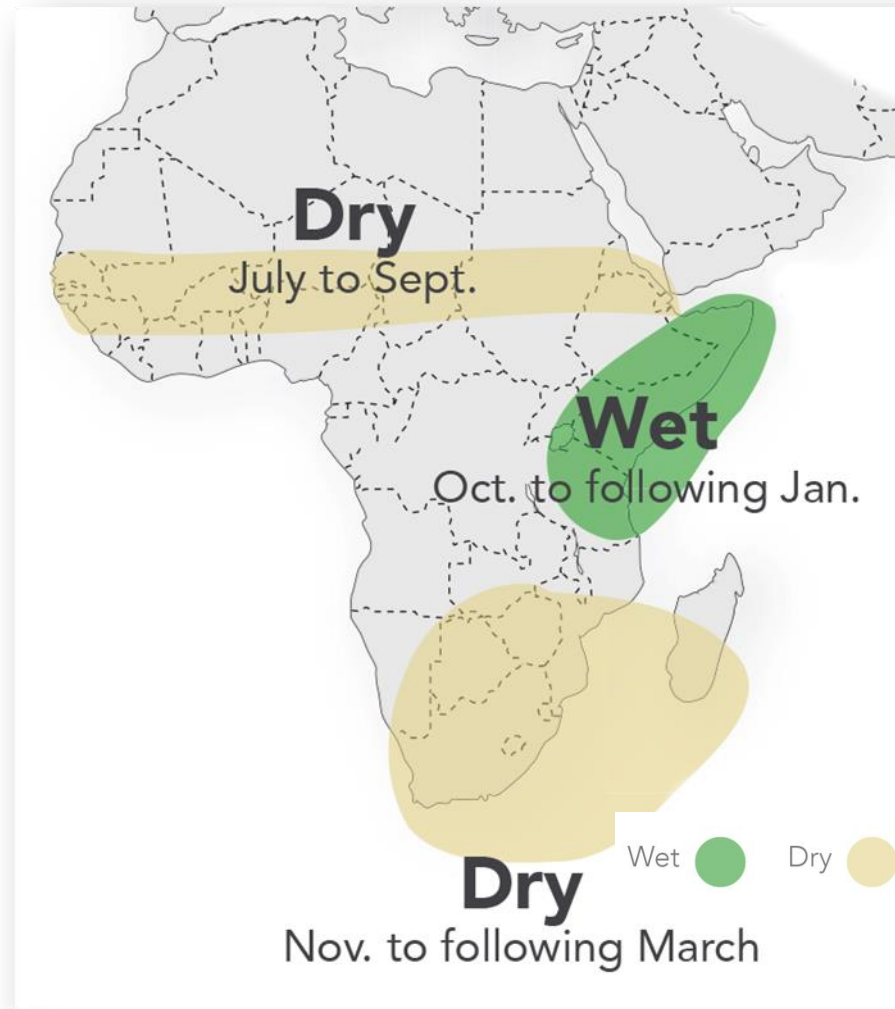 Dry
July to Sept.
Wet
Oct. to following Jan.
Wet
Dry
Dry
Nov. to following March